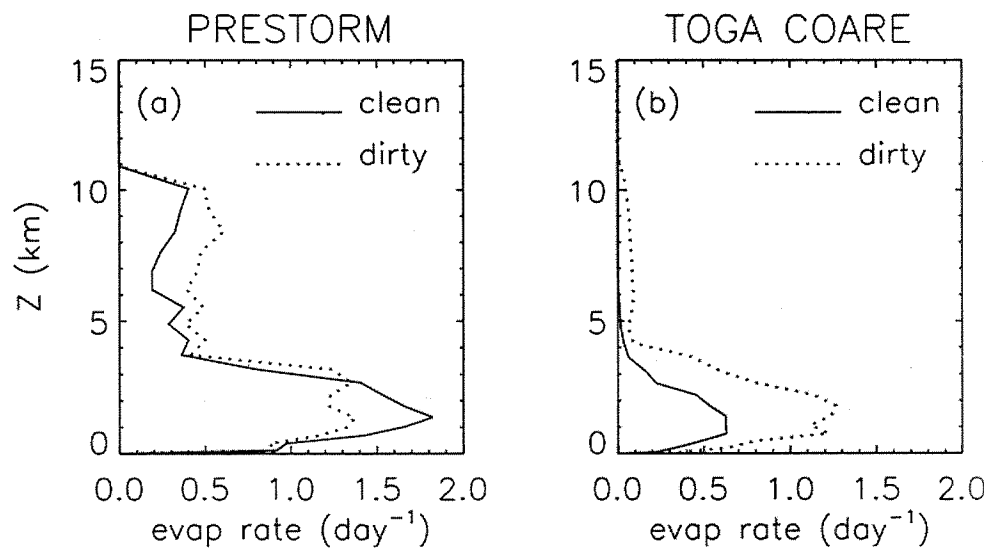 PRESTORM
15
(a)
clean
dirty
10
Z (km)
5
0
0.0 0.5 1.0 1.5 2.0
evap rate (day⁻¹)
TOGA COARE
15
(b)
clean
dirty
10
5
0
0.0 0.5 1.0 1.5 2.0
evap rate (day⁻¹)